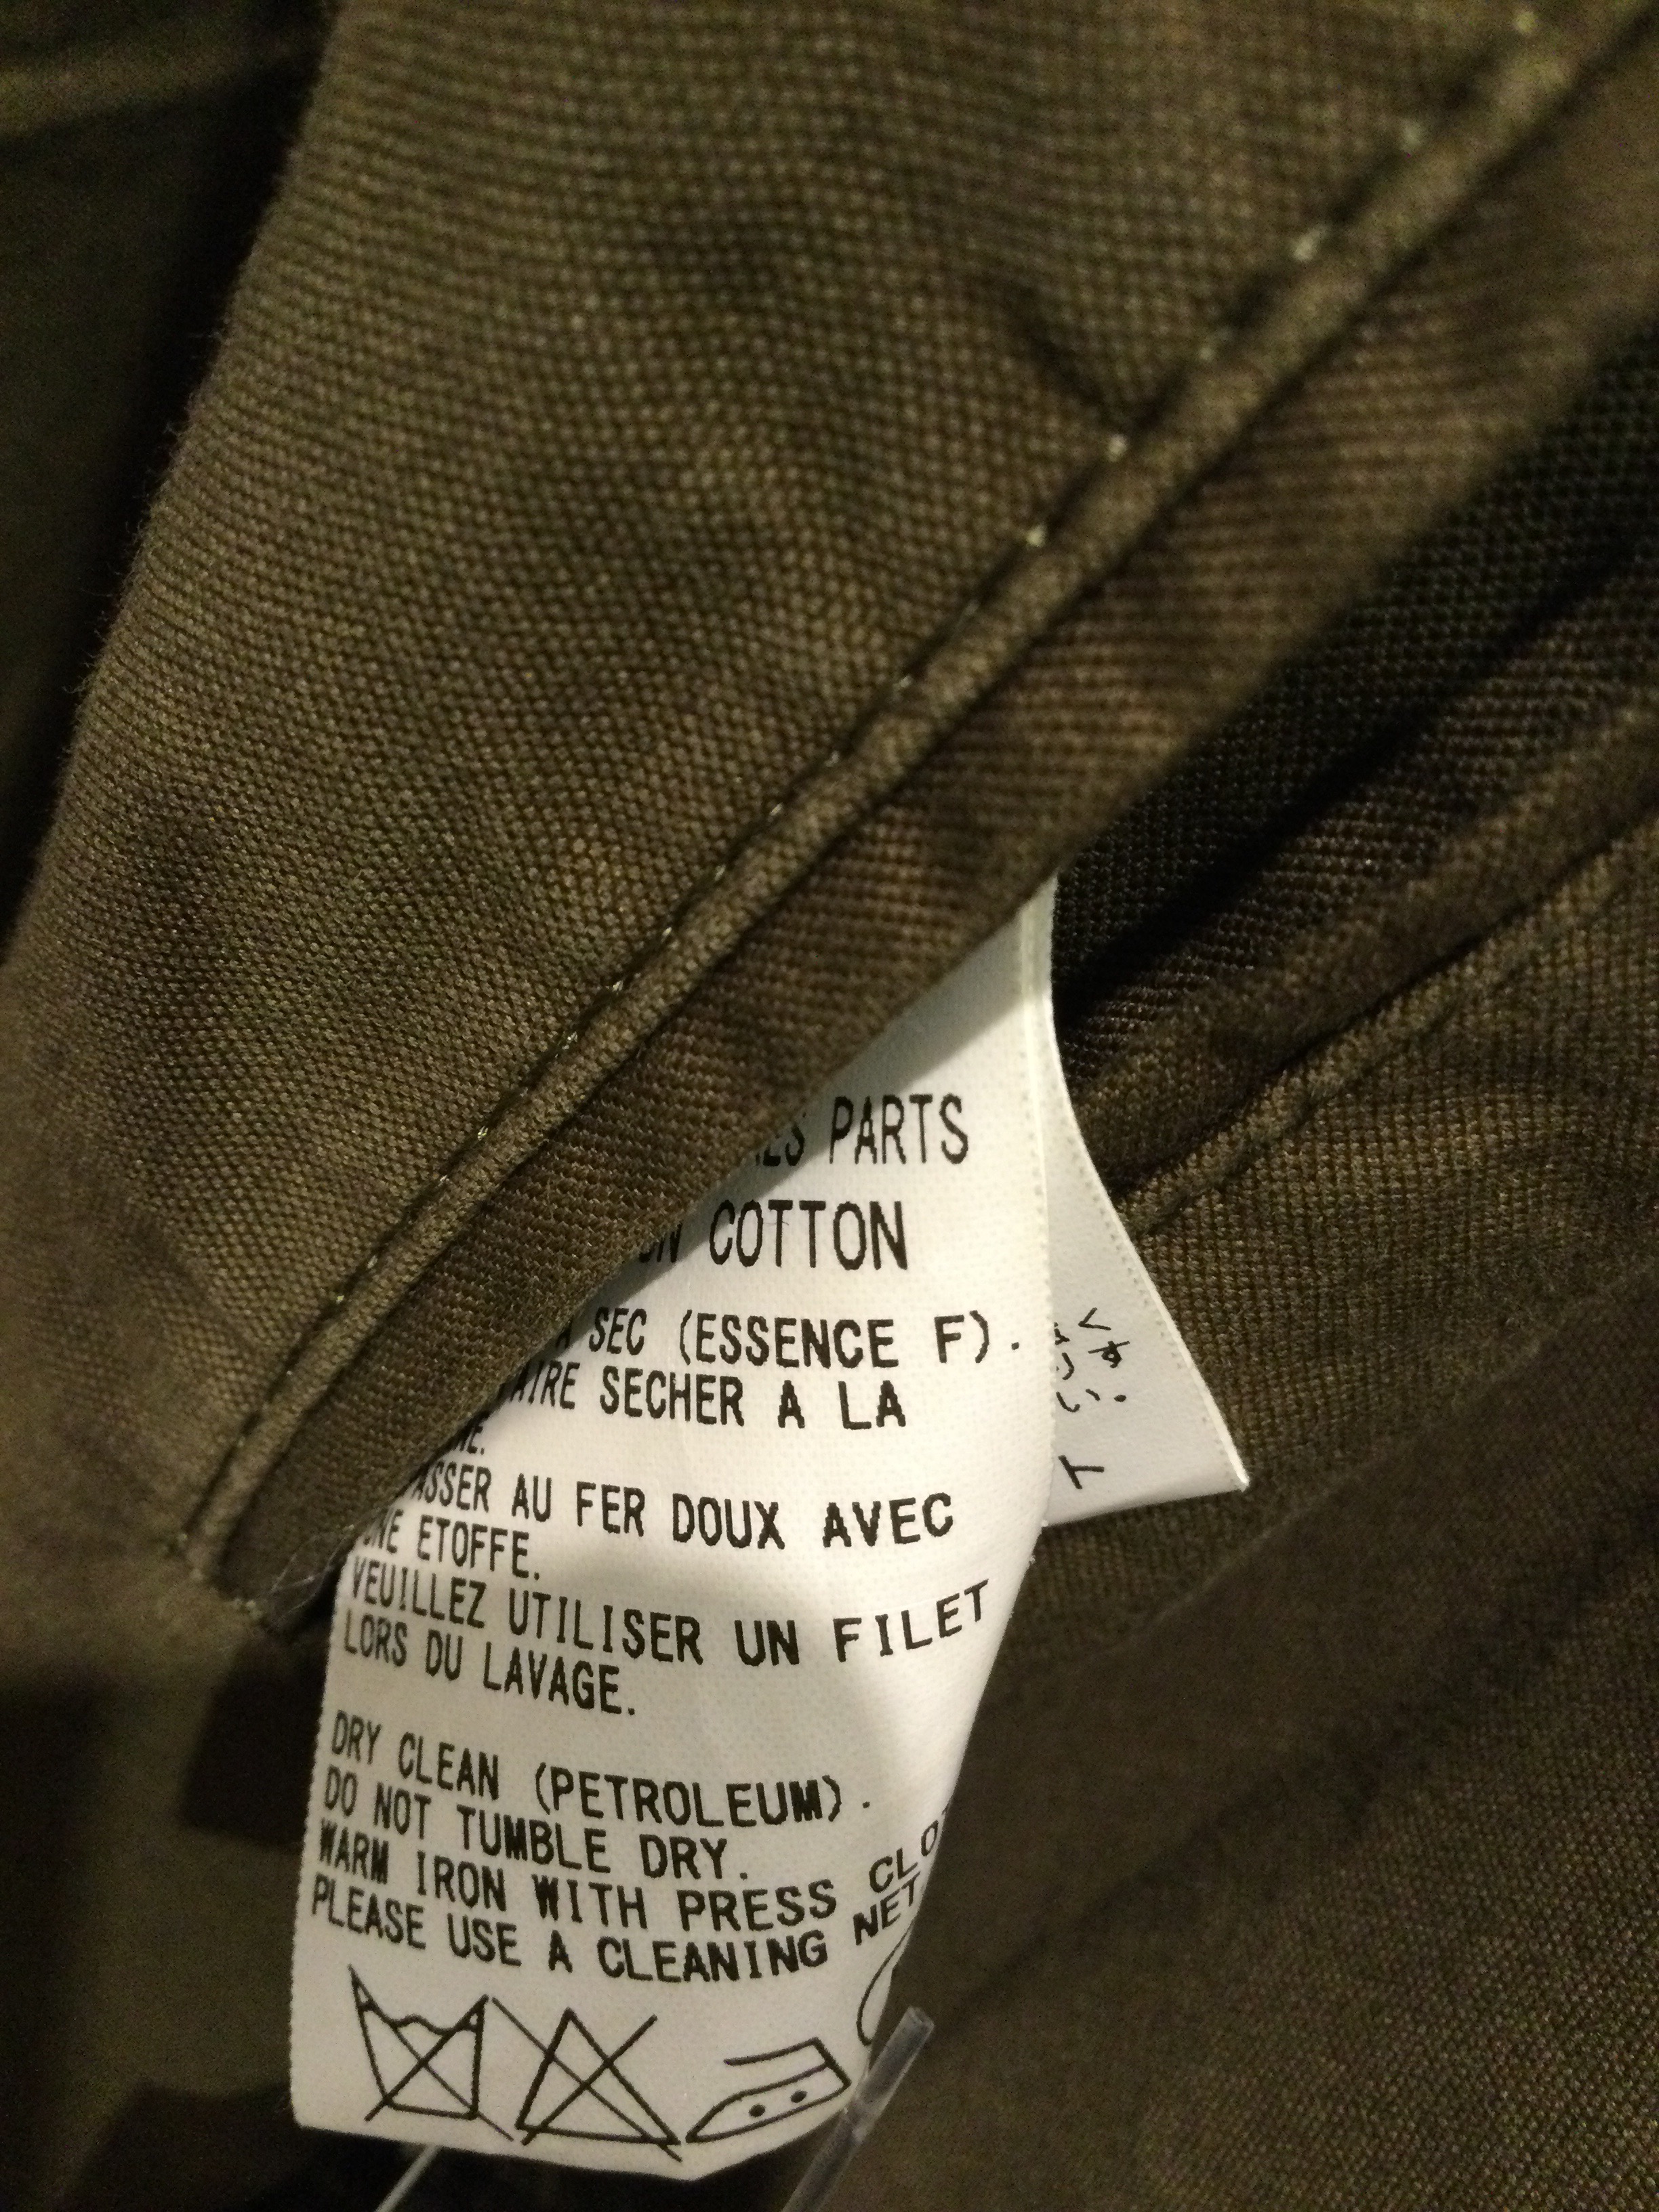 PARTS
COTTON
SEC (ESSENCE F).
SECHER A LA
AU FER DOUX AVEC
ETOFFE.
VEUILLEZ UTILISER UN FILET
LORS DU LAVAGE.
DRY CLEAN (PETROLEUM).
DO NOT TUMBLE DRY.
WARM IRON WITH PRESS
PLEASE USE A CLEANING NET